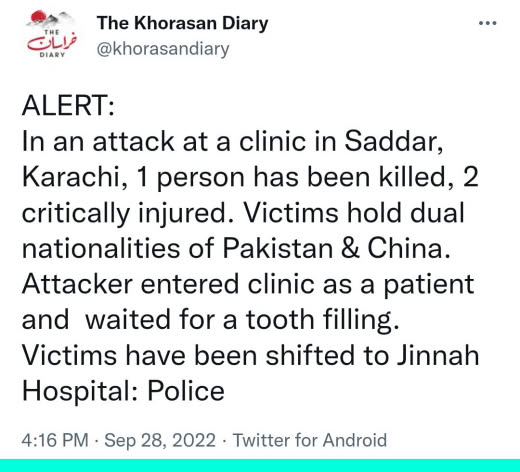 The Khorasan Diary
THE
خراسان
DIARY
@khorasandiary
ALERT:
In an attack at a clinic in Saddar,
Karachi, 1 person has been killed, 2
critically injured. Victims hold dual
nationalities of Pakistan & China.
Attacker entered clinic as a patient
and  waited for a tooth filling.
Victims have been shifted to Jinnah
Hospital: Police
4:16 PM · Sep 28, 2022 · Twitter for Android